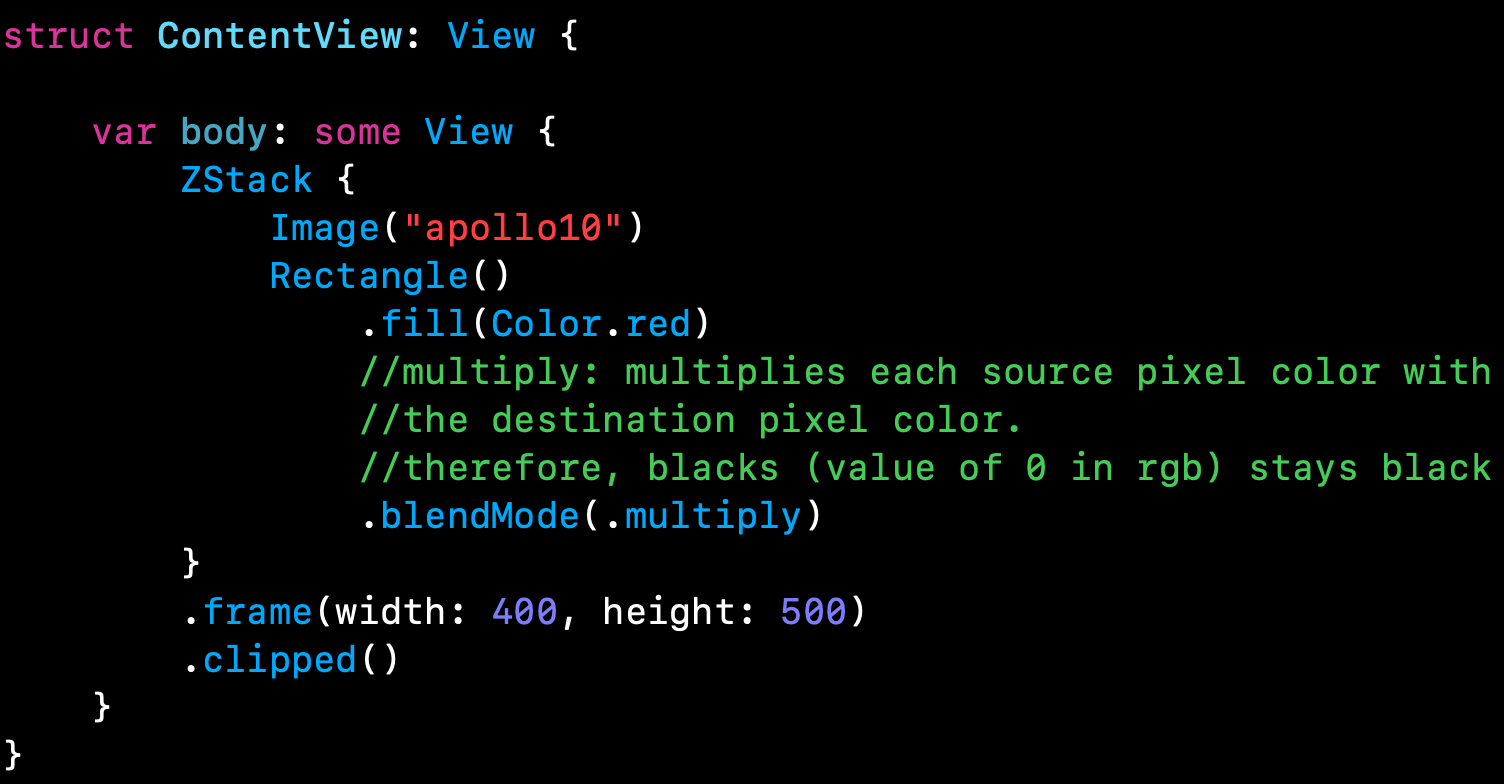 struct ContentView: View {
    var body: some View {
        ZStack {
            Image("apollo10")
            Rectangle()
                .fill(Color.red)
                //multiply: multiplies each source pixel color with
                //the destination pixel color.
                //therefore, blacks (value of 0 in rgb) stays black
                .blendMode(.multiply)
        }
        .frame(width: 400, height: 500)
        .clipped()
    }
}